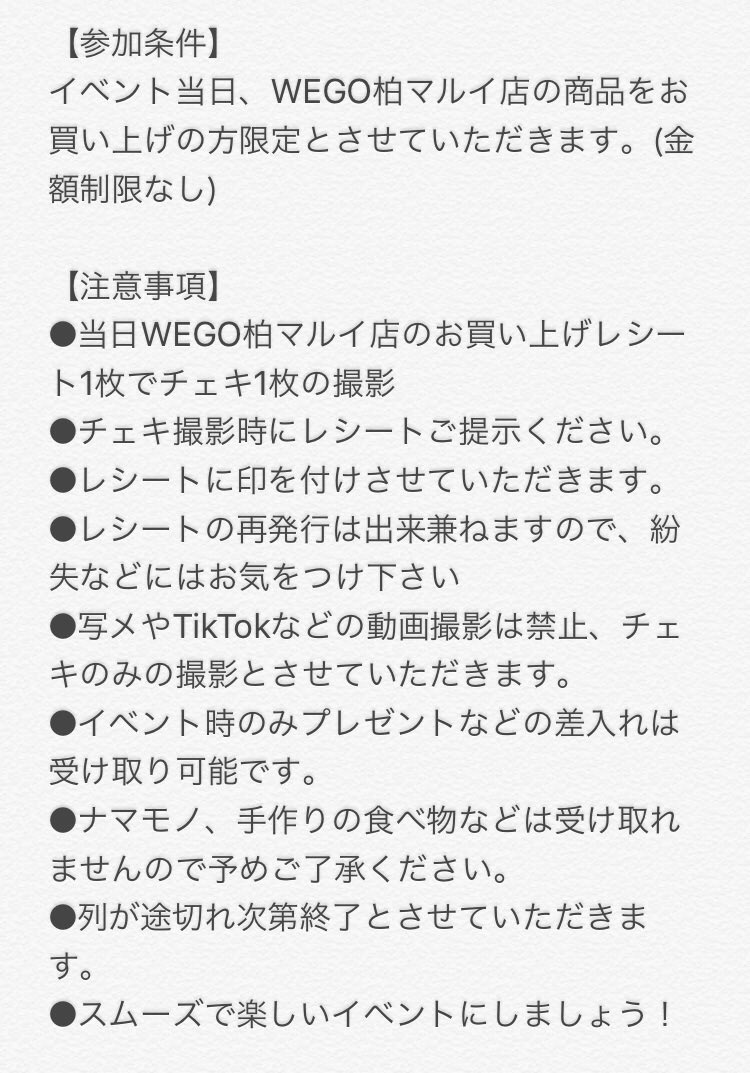 【参加条件】
イベント当日、WEGO柏マルイ店の商品をお
買い上げの方限定とさせていただきます。(金
額制限なし)
【注意事項】
●当日WEGO柏マルイ店のお買い上げレシー
ト1枚でチェキ1枚の撮影
●チェキ撮影時にレシートご提示ください。
●レシートに印を付けさせていただきます。
●レシートの再発行は出来兼ねますので、紛
失などにはお気をつけ下さい
●写メやTikTokなどの動画撮影は禁止、チェ
キのみの撮影とさせていただきます。
●イベント時のみプレゼントなどの差入れは
受け取り可能です。
●ナマモノ、手作りの食べ物などは受け取れ
ませんので予めご了承ください。
●列が途切れ次第終了とさせていただきま
す。
●スムーズで楽しいイベントにしましょう！